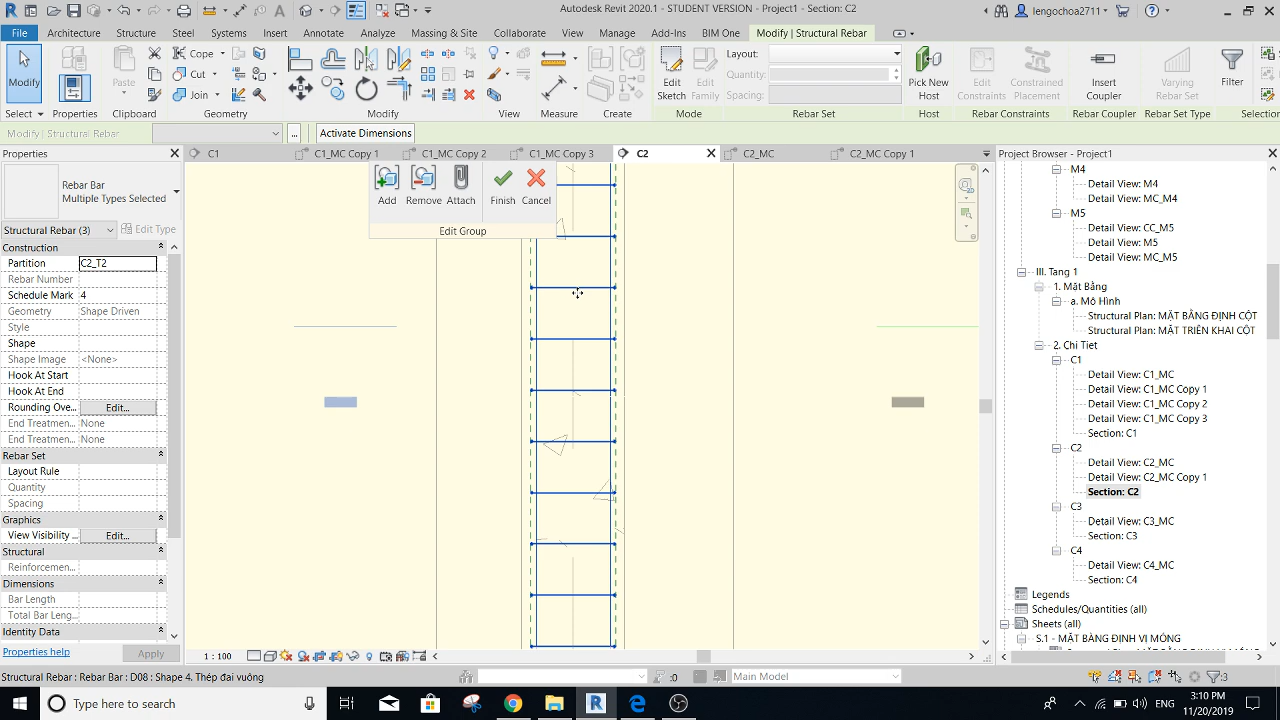 Autodesk Revit 2020.1 - STUDENT VERSION - Project1 - Section: C2
lengochoa2711
File
Architecture
Structure
Steel
Systems
Insert
Annotate
Analyze
Massing & Site
Collaborate
View
Manage
Add-Ins
BIM One
Modify | Structural Rebar
Modify
Paste
Cope
Cut
Join
Edit
Sketch
Edit
Family
Layout:
Quantity:
Spacing:
Pick New
Host
Edit
Constraints
Constrained
Placement
Insert
Coupler
Varying
Rebar Set
Filter
Select
Properties
Clipboard
Geometry
Modify
View
Measure
Create
Mode
Rebar Set
Host
Rebar Constraints
Rebar Coupler
Rebar Set Type
Modify | Structural Rebar
...
Activate Dimensions
Properties
C1
C1_MC Copy 1
C1_MC Copy 2
C1_MC Copy 3
C2
C2_MC
C2_MC Copy 1
Project Browser - Project1
Rebar Bar
Multiple Types Selected
Structural Rebar (3)
Edit Type
Construction
Partition
C2_T2
Rebar Number
Schedule Mark
4
Geometry
Shape Driven
Style
Shape
Shape Image
<None>
Hook At Start
Hook At End
Rounding Ove...
Edit...
End Treatmen...
None
End Treatmen...
None
Rebar Set
Layout Rule
Quantity
Spacing
Graphics
View Visibility ...
Edit...
Structural
Reinforcemen...
Dimensions
Bar Length
Total Bar Leng...
Identity Data
Properties help
Apply
Add
Remove
Attach
Finish
Cancel
Edit Group
M4
Detail View: M4
Detail View: MC_M4
M5
Detail View: CC_M5
Detail View: M5
Detail View: MC_M5
III. Tang 1
1. Mặt Bằng
a. Mô Hình
Structural Plan: MẶT BẰNG ĐỊNH CỘT
Structural Plan: MẶT TRIỂN KHAI CỘT
2. Chi Tiết
C1
Detail View: C1_MC
Detail View: C1_MC Copy 1
Detail View: C1_MC Copy 2
Detail View: C1_MC Copy 3
Section: C1
C2
Detail View: C2_MC
Detail View: C2_MC Copy 1
Section: C2
C3
Detail View: C3_MC
Section: C3
C4
Detail View: C4_MC
Section: C4
Legends
Schedules/Quantities (all)
Sheets (all)
S.1 - MẶT BẰNG ĐỊNH VỊ MÓNG
1 : 100
Structural Rebar : Rebar Bar : D08 : Shape 4. Thép đai vuông
:0
Main Model
:3
Type here to search
ENG
3:10 PM
11/20/2019